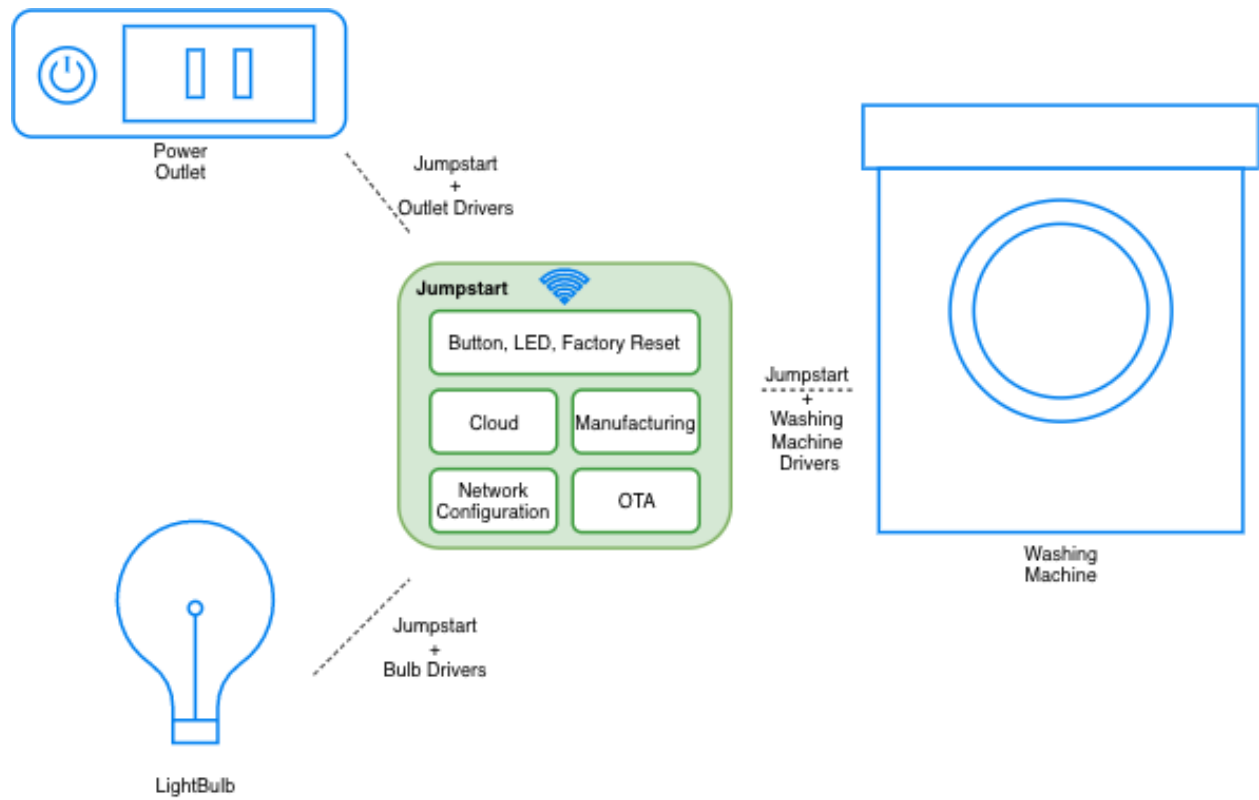 Power
Outlet
Jumpstart
+
Outlet Drivers
Jumpstart
Button, LED, Factory Reset
Cloud
Manufacturing
Network
Configuration
OTA
Jumpstart
+
Washing
Machine
Drivers
Washing
Machine
Jumpstart
+
Bulb Drivers
LightBulb